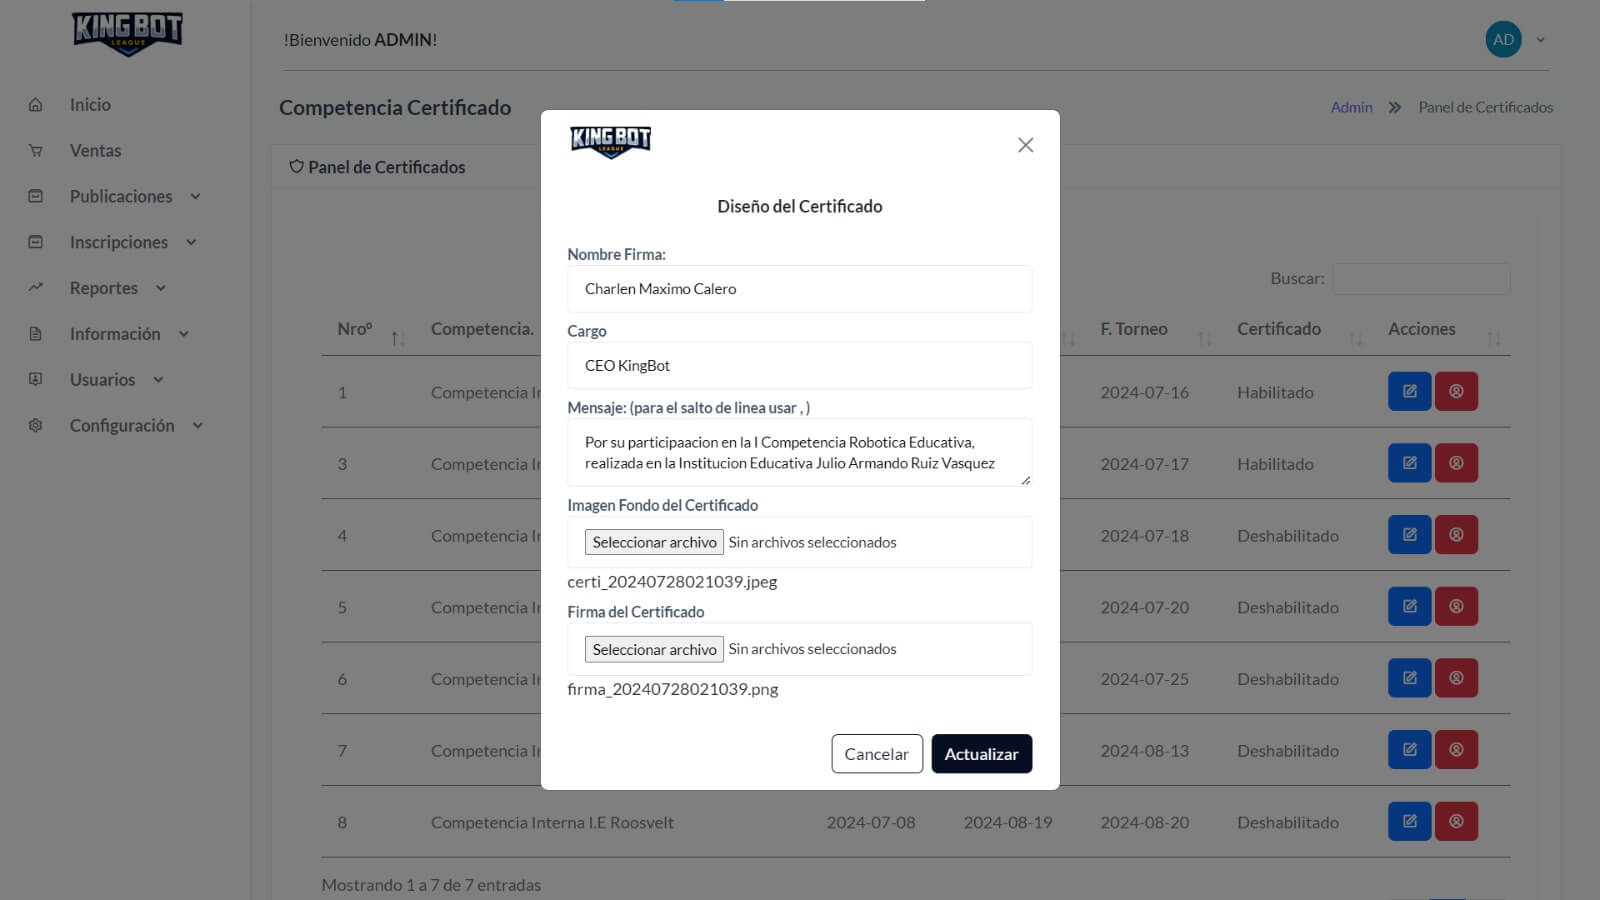 KING BOT
LEAGUE
!Bienvenido ADMIN!
AD
Inicio
Ventas
Publicaciones
Inscripciones
Reportes
Información
Usuarios
Configuración
Competencia Certificado
Admin » Panel de Certificados
Panel de Certificados
KING BOT
LEAGUE
Diseño del Certificado
Nombre Firma:
Charlen Maximo Calero
Cargo
CEO KingBot
Mensaje: (para el salto de linea usar , )
Por su participaacion en la I Competencia Robotica Educativa,
realizada en la Institucion Educativa Julio Armando Ruiz Vasquez
Imagen Fondo del Certificado
Seleccionar archivo Sin archivos seleccionados
certi_20240728021039.jpeg
Firma del Certificado
Seleccionar archivo Sin archivos seleccionados
firma_20240728021039.png
Cancelar Actualizar
Buscar:
Nro° Competencia. F. Torneo Certificado Acciones
1 Competencia 2024-07-16 Habilitado
3 Competencia 2024-07-17 Habilitado
4 Competencia 2024-07-18 Deshabilitado
5 Competencia 2024-07-20 Deshabilitado
6 Competencia 2024-07-25 Deshabilitado
7 Competencia 2024-08-13 Deshabilitado
8 Competencia Interna I.E Roosvelt 2024-07-08 2024-08-19 2024-08-20 Deshabilitado
Mostrando 1 a 7 de 7 entradas